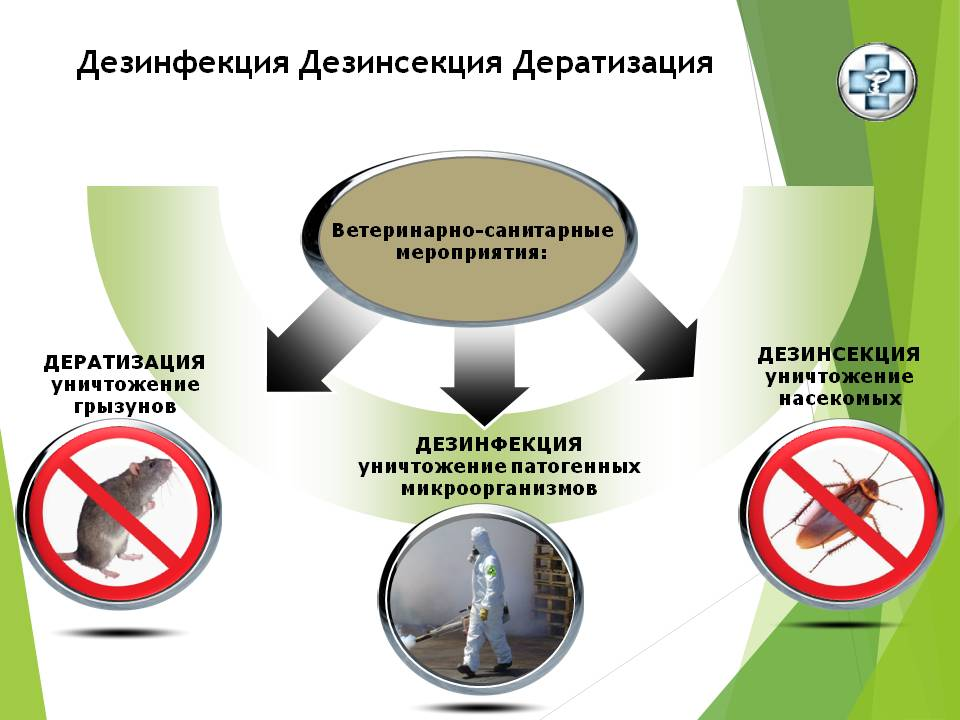 Дезинфекция Дезинсекция Дератизация
Ветеринарно-санитарные
мероприятия:
ДЕРАТИЗАЦИЯ
уничтожение
грызунов
ДЕЗИНФЕКЦИЯ
уничтожение патогенных
микроорганизмов
ДЕЗИНСЕКЦИЯ
уничтожение
насекомых